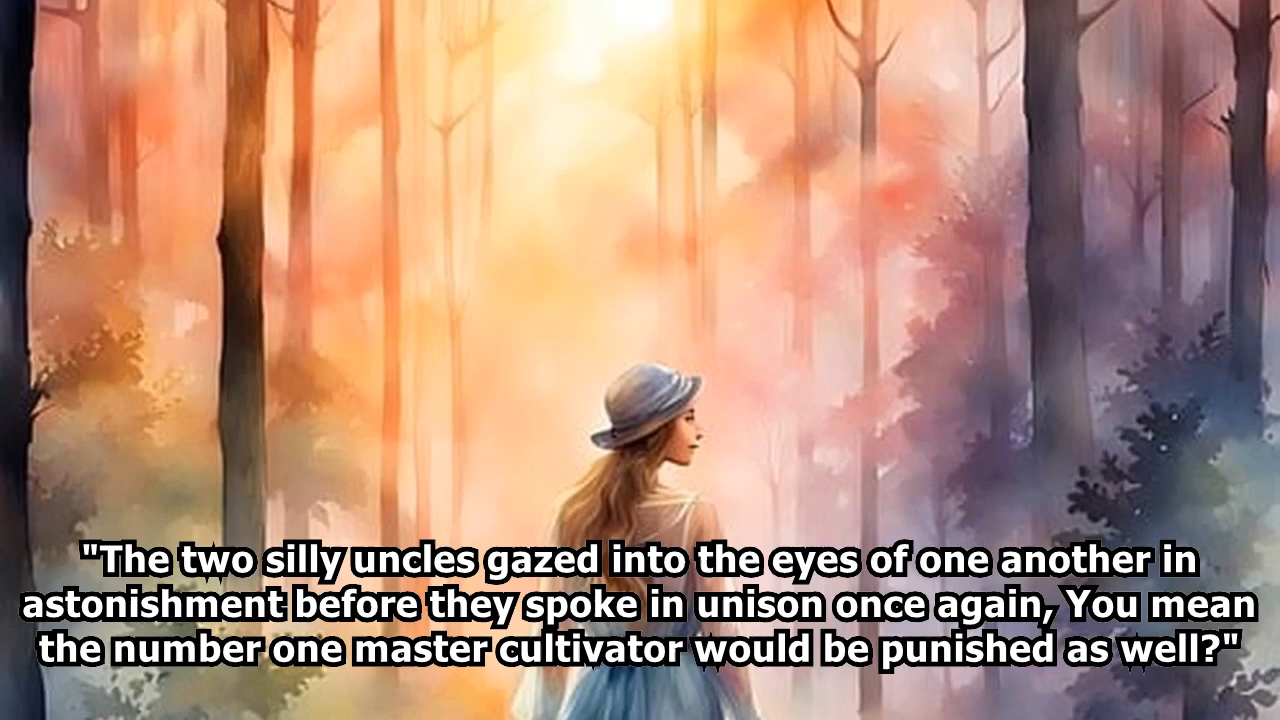 "The two silly uncles gazed into the eyes of one another in
astonishment before they spoke in unison once again, You mean
the number one master cultivator would be punished as well?"